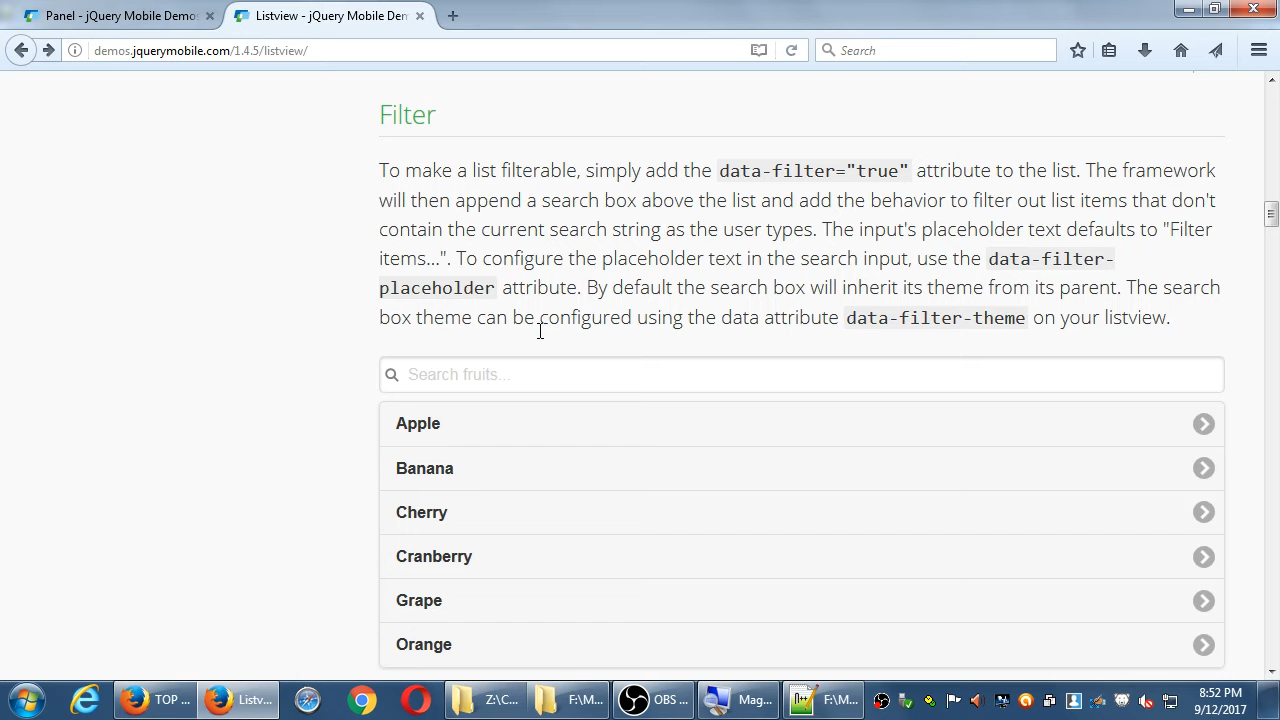 Panel - jQuery Mobile Demos
Listview - jQuery Mobile Dem
demos.jquerymobile.com/1.4.5/listview/
Search
Filter
To make a list filterable, simply add the data-filter="true" attribute to the list. The framework
will then append a search box above the list and add the behavior to filter out list items that don't
contain the current search string as the user types. The input's placeholder text defaults to "Filter
items...". To configure the placeholder text in the search input, use the data-filter-
placeholder attribute. By default the search box will inherit its theme from its parent. The search
box theme can be configured using the data attribute data-filter-theme on your listview.
Search fruits...
Apple
Banana
Cherry
Cranberry
Grape
Orange
TOP ...
Listv...
Z:\C...
F:\M...
OBS ...
Mag...
F:\M...
8:52 PM
9/12/2017